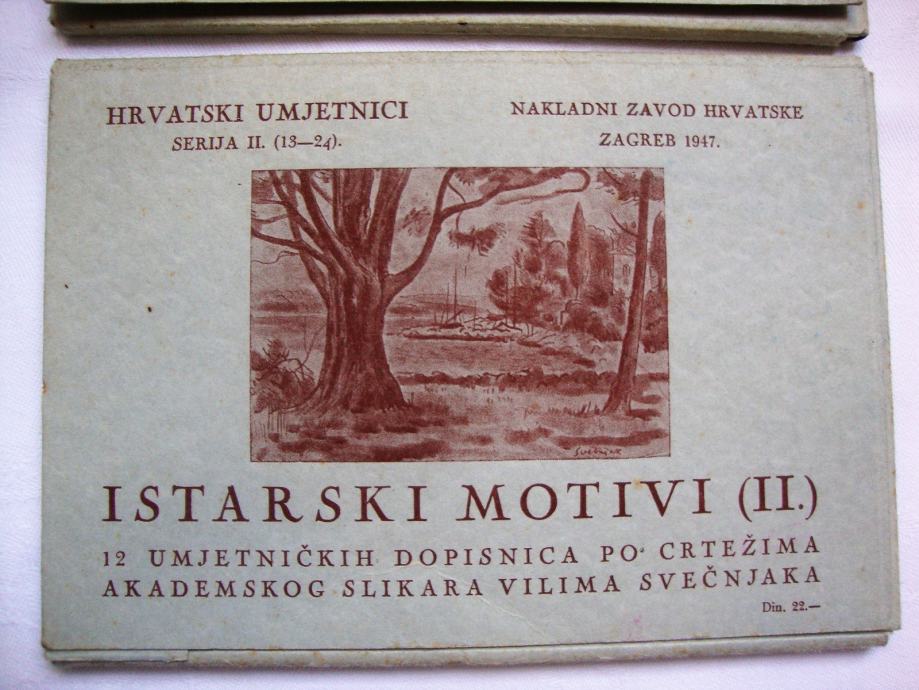 HRVATSKI UMJETNICI
SERIJA II. (13—24).
NAKLADNI ZAVOD HRVATSKE
ZAGREB 1947.
Svečnjak
ISTARSKI MOTIVI (II.)
12 UMJETNIČKIH DOPISNICA PO CRTEŽIMA
AKADEMSKOG SLIKARA VILIMA SVEČNJAKA
Din. 22.—